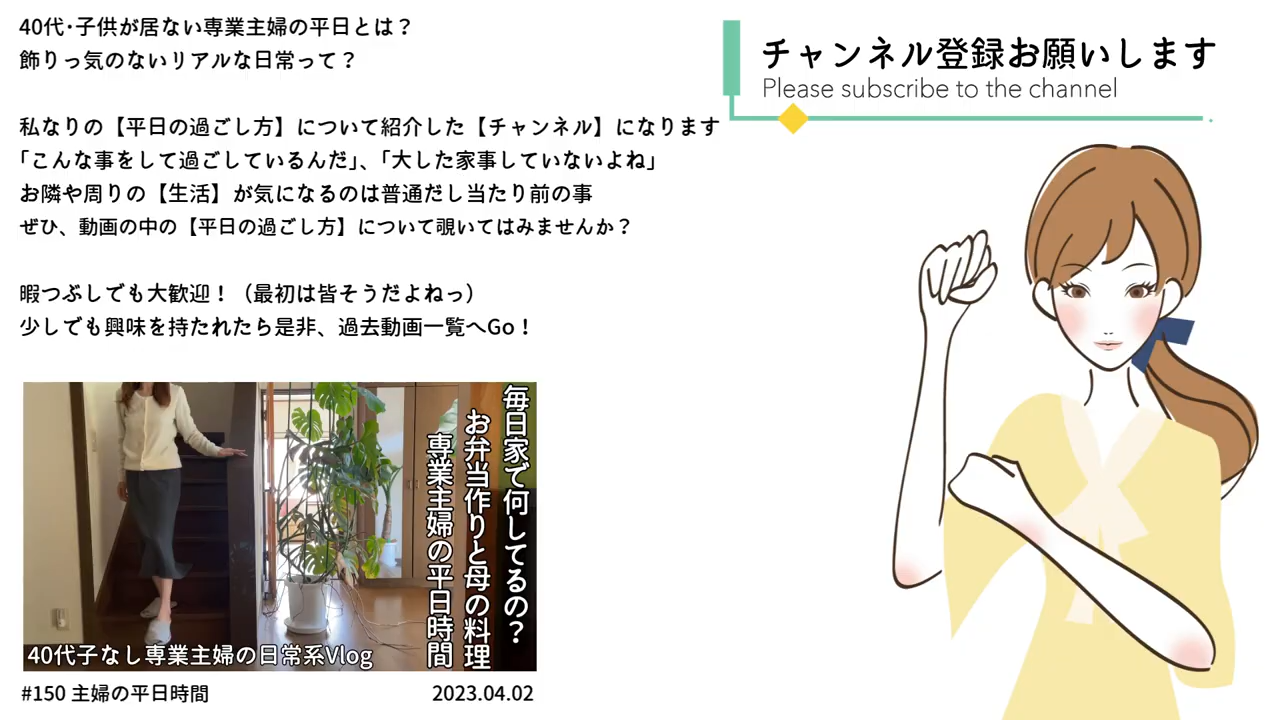 40代･子供が居ない専業主婦の平日とは？
飾りっ気のないリアルな日常って？
私なりの【平日の過ごし方】について紹介した【チャンネル】になります
｢こんな事をして過ごしているんだ｣、｢大した家事していないよね｣
お隣や周りの【生活】が気になるのは普通だし当たり前の事
ぜひ、動画の中の【平日の過ごし方】について覗いてはみませんか？
暇つぶしでも大歓迎！（最初は皆そうだよねっ）
少しでも興味を持たれたら是非、過去動画一覧へGo！
チャンネル登録お願いします
Please subscribe to the channel
毎日家で何してるの？
お弁当作りと母の料理
専業主婦の平日時間
40代子なし専業主婦の日常系Vlog
#150 主婦の平日時間
2023.04.02